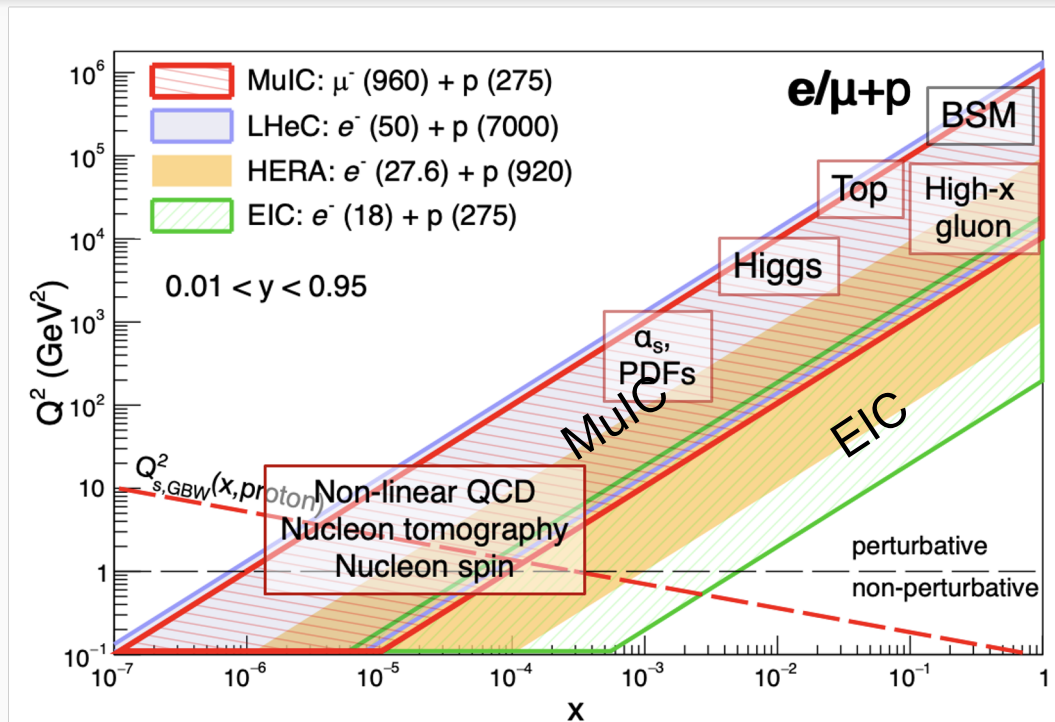 10⁶
10⁵
10⁴
10³
10²
10
1
10⁻¹
Q² (GeV²)
MuIC: μ⁻ (960) + p (275)
LHeC: e⁻ (50) + p (7000)
HERA: e⁻ (27.6) + p (920)
EIC: e⁻ (18) + p (275)
0.01 < y < 0.95
e/μ+p
BSM
Top
High-x
gluon
Higgs
αₛ,
PDFs
MuIC
EIC
Q²s,GBW(x,proton)
Non-linear QCD
Nucleon tomography
Nucleon spin
perturbative
non-perturbative
10⁻⁷ 10⁻⁶ 10⁻⁵ 10⁻⁴ 10⁻³ 10⁻² 10⁻¹ 1
x